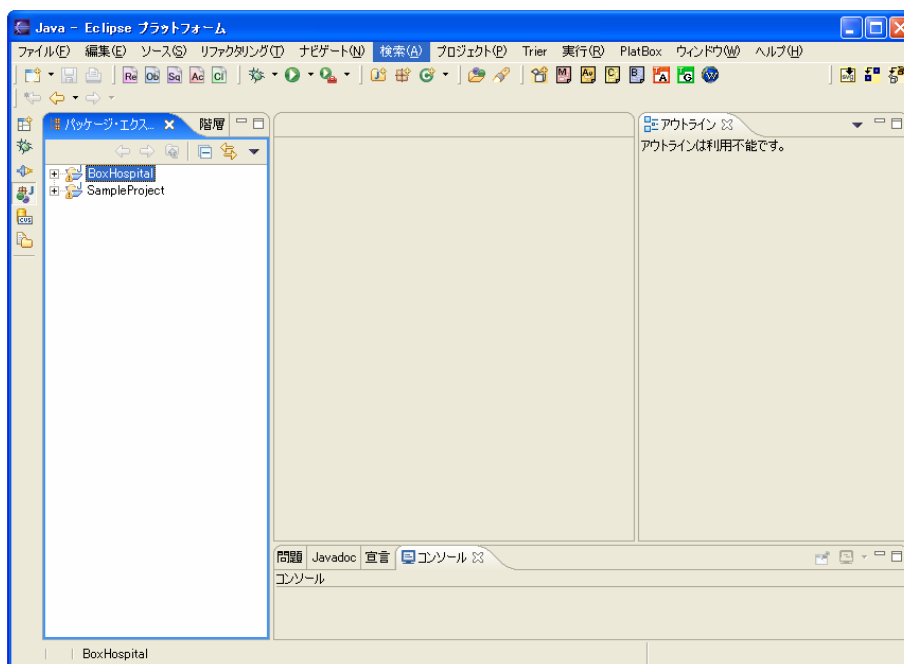 Java - Eclipse プラットフォーム
ファイル(F) 編集(E) ソース(S) リファクタリング(T) ナビゲート(N) 検索(A) プロジェクト(P) Trier 実行(R) PlatBox ウィンドウ(W) ヘルプ(H)
Re Ob Sq Ac Cl
パッケージ・エクス... 階層
アウトライン
アウトラインは利用不能です。
BoxHospital
SampleProject
問題 Javadoc 宣言 コンソール
コンソール
BoxHospital